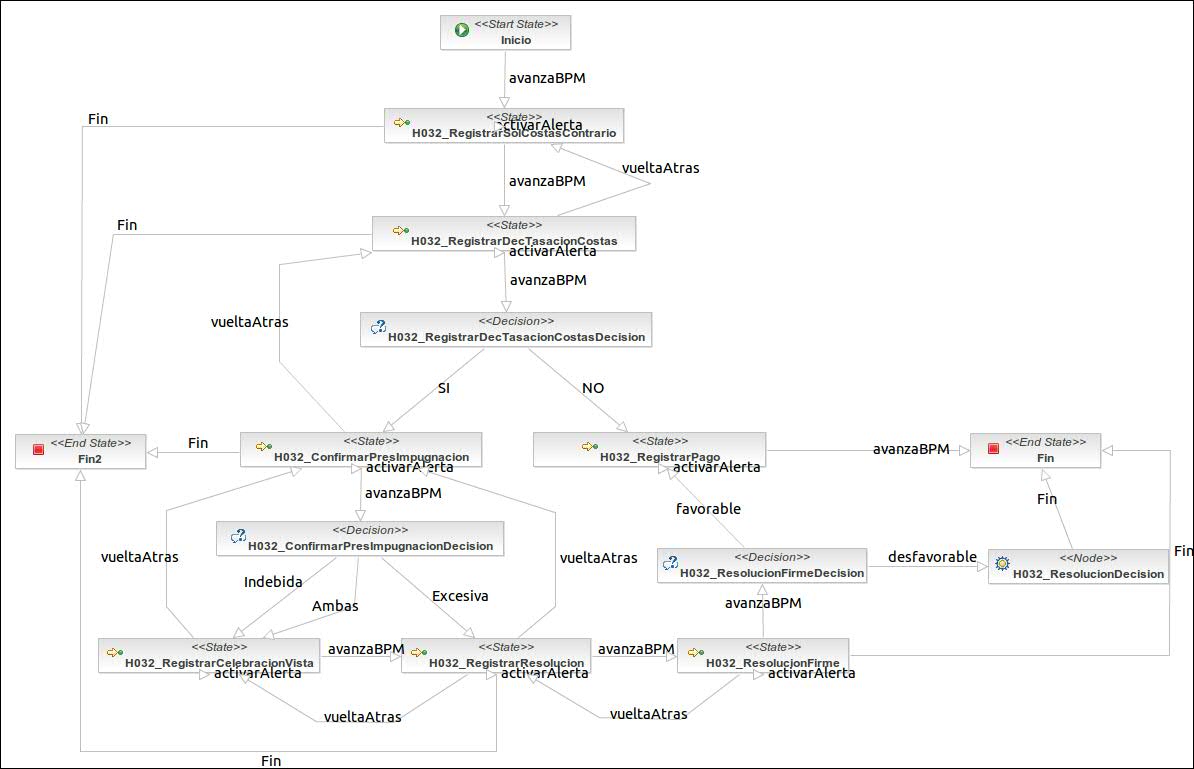 <<Start State>>
Inicio
avanzaBPM
Fin
<<State>>
activarAlerta
H032_RegistrarSolCostasContrario
vueltaAtras
avanzaBPM
Fin
<<State>>
H032_RegistrarDecTasacionCostas
activarAlerta
avanzaBPM
vueltaAtras
<<Decision>>
H032_RegistrarDecTasacionCostasDecision
SI
NO
<<End State>>
Fin2
Fin
<<State>>
H032_ConfirmarPresImpugnacion
activarAlerta
<<State>>
H032_RegistrarPago
activarAlerta
avanzaBPM
<<End State>>
Fin
avanzaBPM
favorable
Fin
<<Decision>>
H032_ConfirmarPresImpugnacionDecision
vueltaAtras
vueltaAtras
<<Decision>>
H032_ResolucionFirmeDecision
desfavorable
<<Node>>
H032_ResolucionDecision
Fin
Indebida
Ambas
Excesiva
avanzaBPM
<<State>>
H032_RegistrarCelebracionVista
activarAlerta
avanzaBPM
<<State>>
H032_RegistrarResolucion
activarAlerta
avanzaBPM
<<State>>
H032_ResolucionFirme
activarAlerta
vueltaAtras
vueltaAtras
Fin